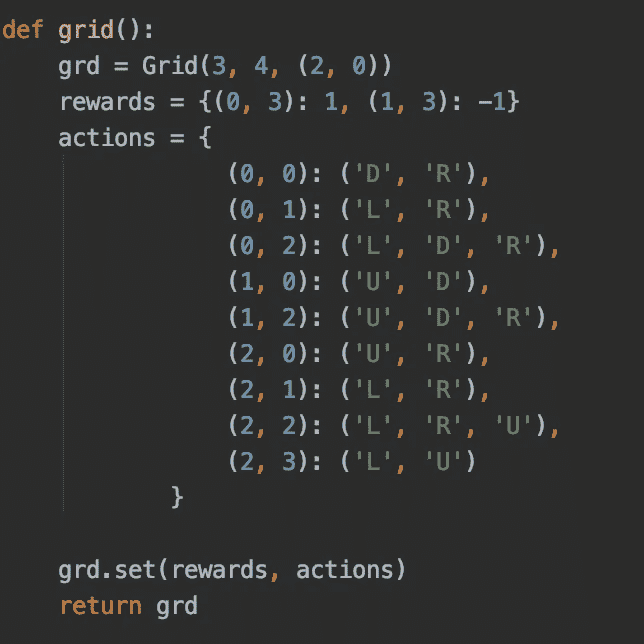 def grid():
    grd = Grid(3, 4, (2, 0))
    rewards = {(0, 3): 1, (1, 3): -1}
    actions = {
                (0, 0): ('D', 'R'),
                (0, 1): ('L', 'R'),
                (0, 2): ('L', 'D', 'R'),
                (1, 0): ('U', 'D'),
                (1, 2): ('U', 'D', 'R'),
                (2, 0): ('U', 'R'),
                (2, 1): ('L', 'R'),
                (2, 2): ('L', 'R', 'U'),
                (2, 3): ('L', 'U')
            }

    grd.set(rewards, actions)
    return grd